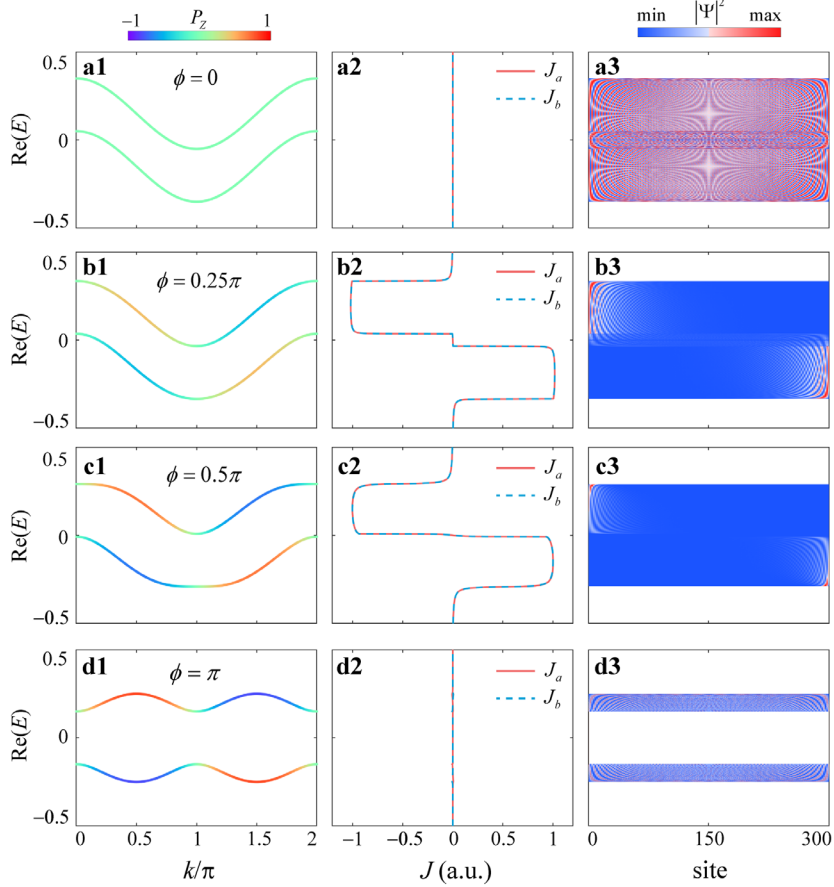 P_Z
−1 1
|Ψ|²
min max
a1
ϕ = 0
0.5
0
−0.5
Re(E)
a2
J_a
J_b
a3
b1
ϕ = 0.25π
0.5
0
−0.5
Re(E)
b2
J_a
J_b
b3
c1
ϕ = 0.5π
0.5
0
−0.5
Re(E)
c2
J_a
J_b
c3
d1
ϕ = π
0.5
0
−0.5
Re(E)
d2
J_a
J_b
d3
0 0.5 1 1.5 2
k/π
−1 −0.5 0 0.5 1
J (a.u.)
0 150 300
site